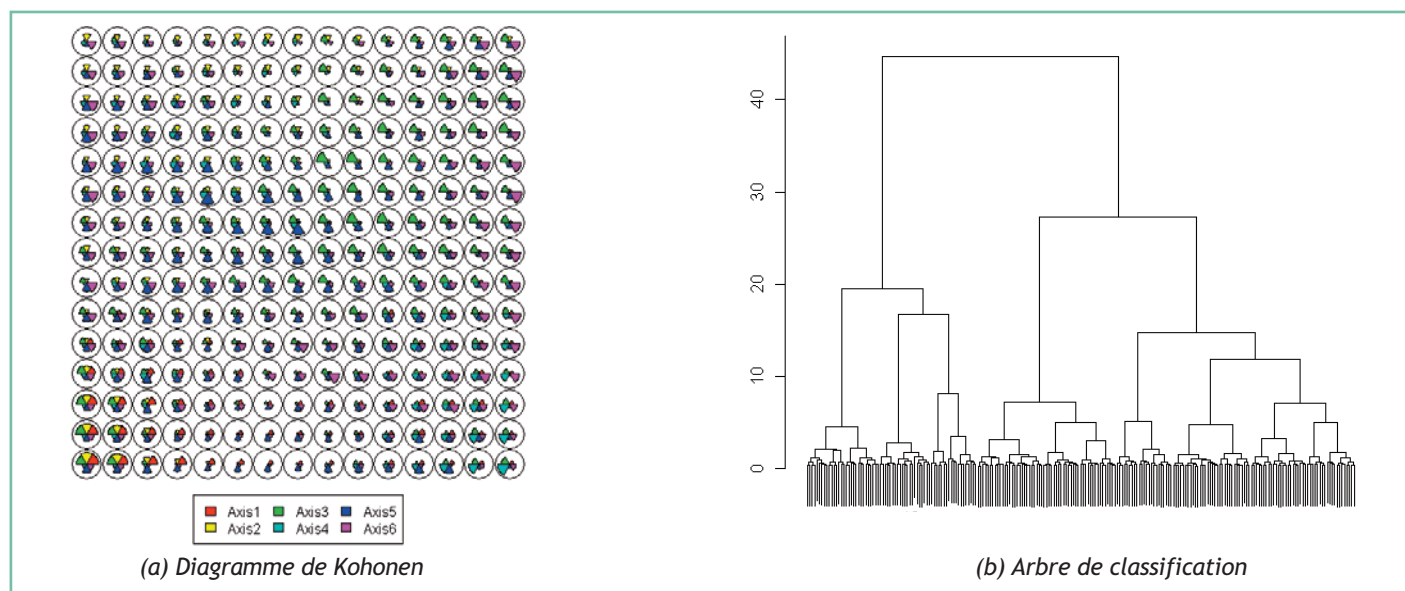 Axis1 Axis3 Axis5
Axis2 Axis4 Axis6
(a) Diagramme de Kohonen
40
30
20
10
0
(b) Arbre de classification